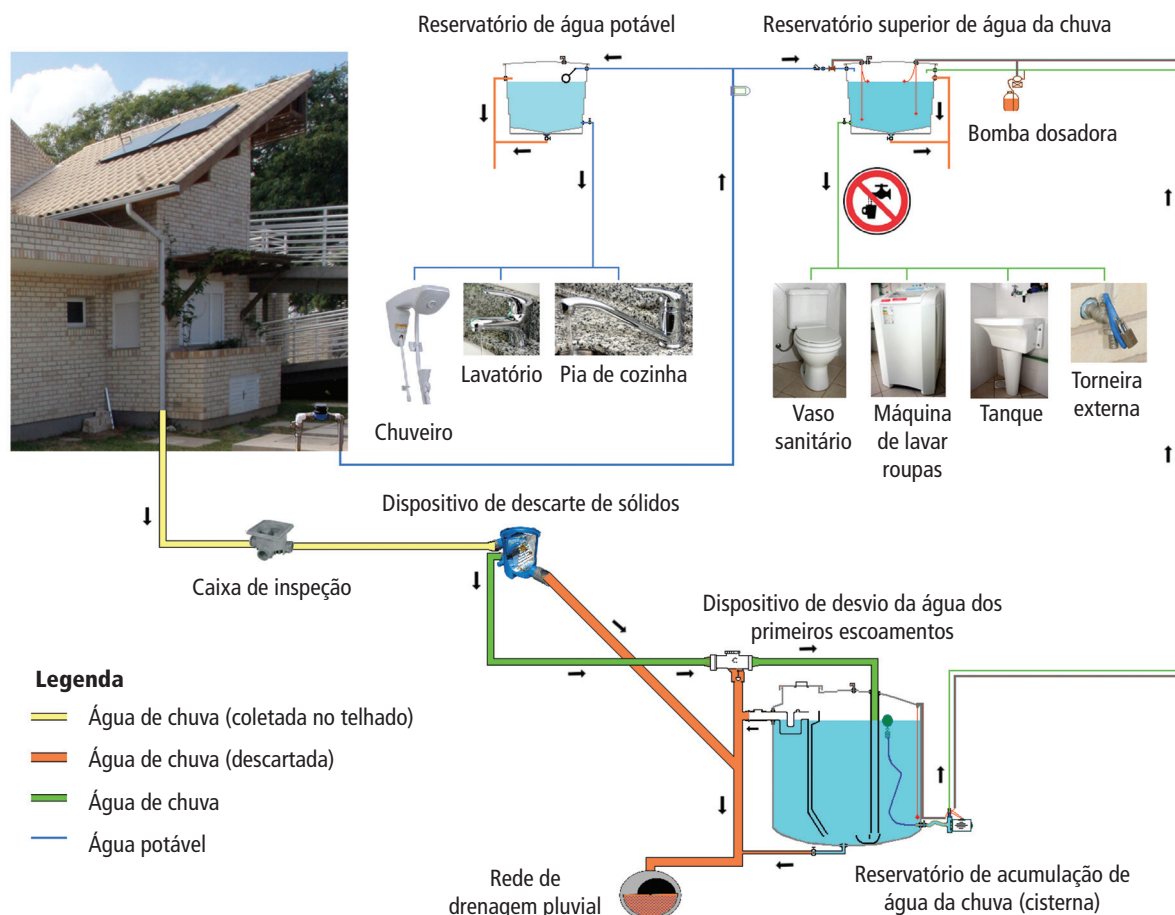 Reservatório de água potável
Reservatório superior de água da chuva
Bomba dosadora
Chuveiro
Lavatório
Pia de cozinha
Vaso
sanitário
Máquina
de lavar
roupas
Tanque
Torneira
externa
Dispositivo de descarte de sólidos
Caixa de inspeção
Dispositivo de desvio da água dos
primeiros escoamentos
Legenda
Água de chuva (coletada no telhado)
Água de chuva (descartada)
Água de chuva
Água potável
Rede de
drenagem pluvial
Reservatório de acumulação de
água da chuva (cisterna)